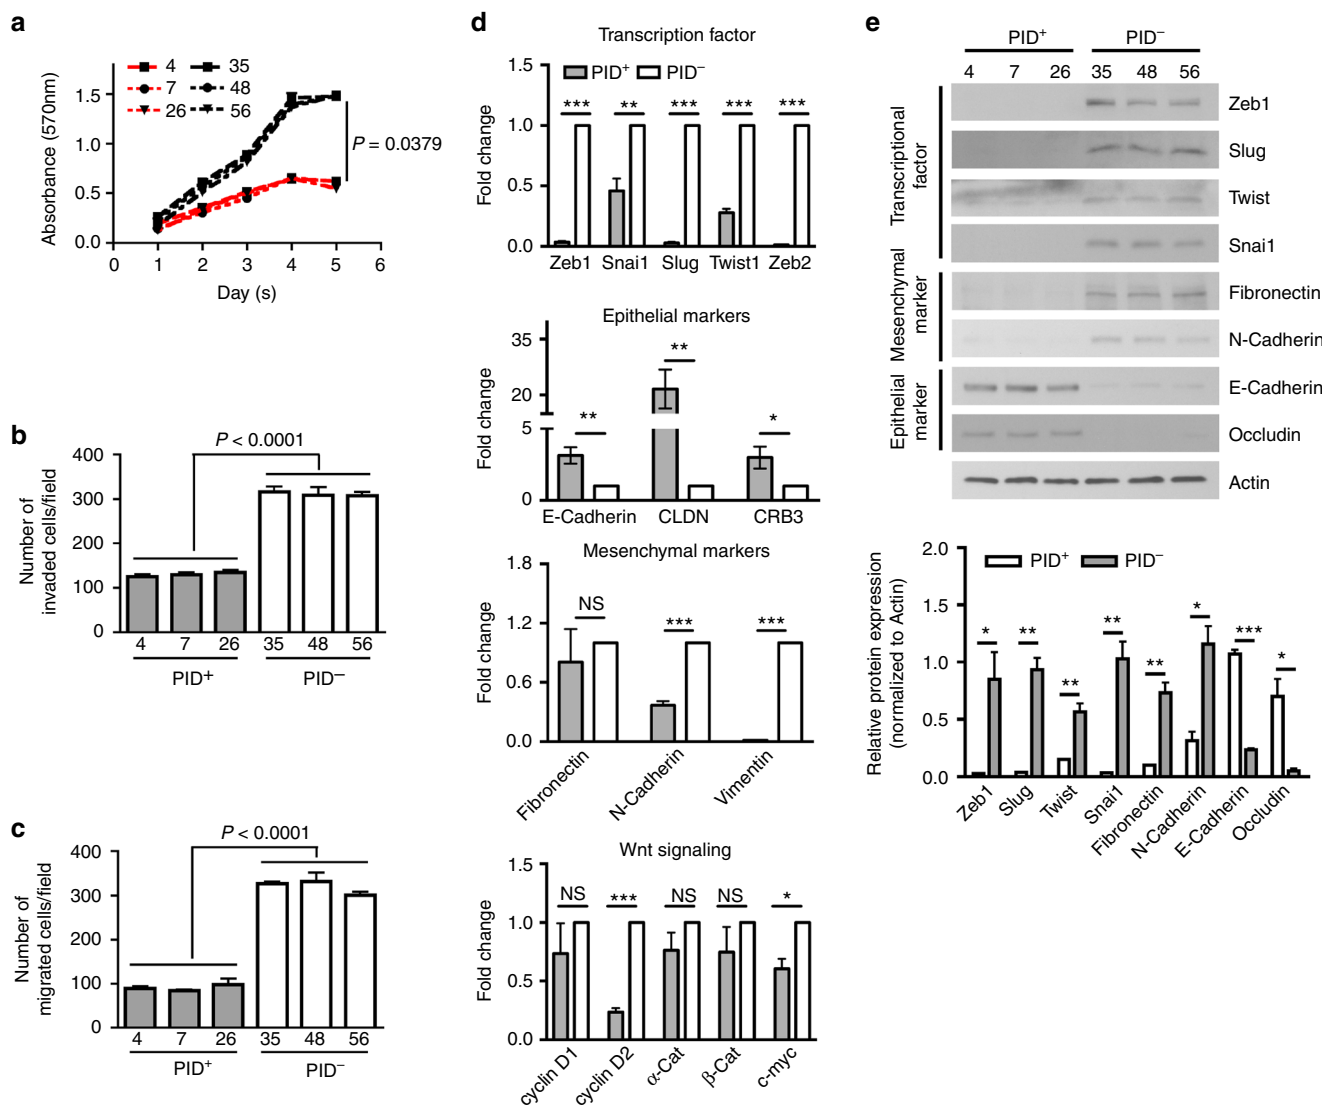 a
4
7
26
35
48
56
Absorbance (570nm)
1.5
1.0
0.5
0.0
P = 0.0379
0 1 2 3 4 5 6
Day (s)
b
P < 0.0001
Number of
invaded cells/field
400
300
200
100
0
4 7 26 35 48 56
PID+ PID–
c
P < 0.0001
Number of
migrated cells/field
400
300
200
100
0
4 7 26 35 48 56
PID+ PID–
d
Transcription factor
PID+ PID–
Fold change
1.5
1.0
0.5
0.0
*** ** *** *** ***
Zeb1 Snai1 Slug Twist1 Zeb2
Epithelial markers
Fold change
35
20
5
0
** ** *
E-Cadherin CLDN CRB3
Mesenchymal markers
Fold change
1.8
1.2
0.6
0.0
NS *** ***
Fibronectin N-Cadherin Vimentin
Wnt signaling
Fold change
1.5
1.0
0.5
0.0
NS *** NS NS *
cyclin D1 cyclin D2 α-Cat β-Cat c-myc
e
PID+ PID–
4 7 26 35 48 56
Transcriptional
factor
Mesenchymal
marker
Epithelial
marker
Zeb1
Slug
Twist
Snai1
Fibronectin
N-Cadherin
E-Cadherin
Occludin
Actin
PID+ PID–
Relative protein expression
(normalized to Actin)
2.0
1.5
1.0
0.5
0.0
* ** ** ** ** * *** *
Zeb1 Slug Twist Snai1 Fibronectin N-Cadherin E-Cadherin Occludin